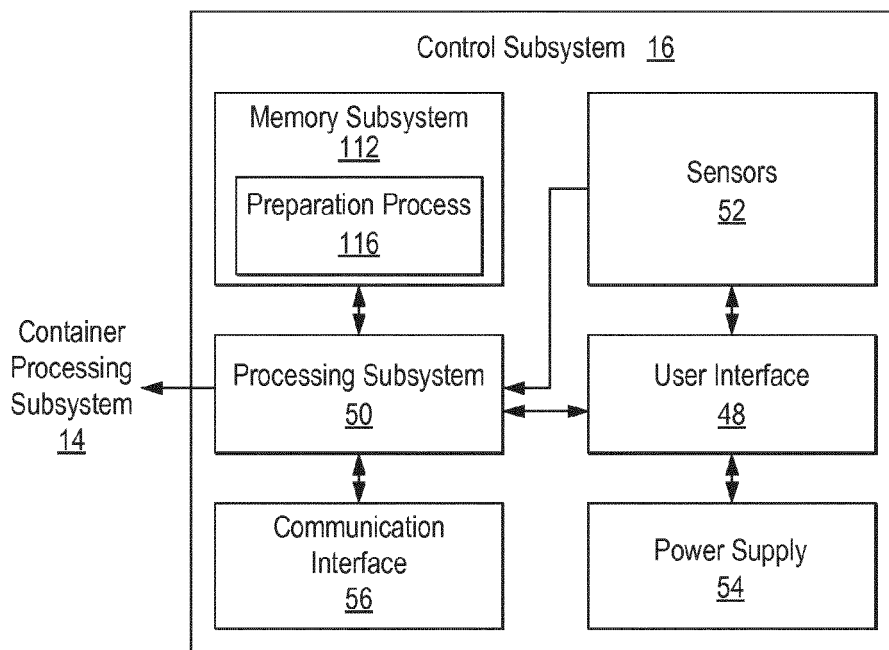 Control Subsystem 16
Memory Subsystem
112
Preparation Process
116
Sensors
52
Container
Processing
Subsystem
14
Processing Subsystem
50
User Interface
48
Communication
Interface
56
Power Supply
54